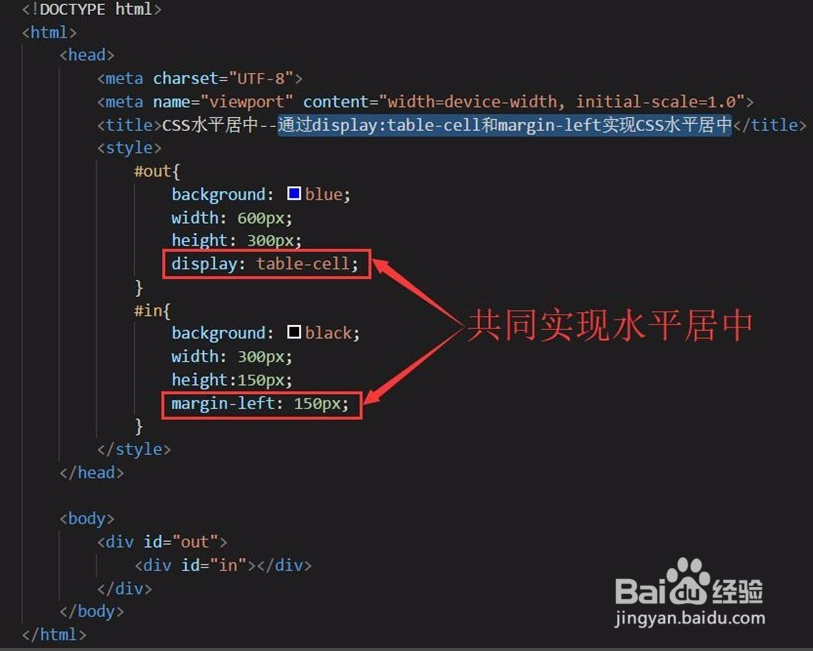 <!DOCTYPE html>
<html>
<head>
<meta charset="UTF-8">
<meta name="viewport" content="width=device-width, initial-scale=1.0">
<title>CSS水平居中--通过display:table-cell和margin-left实现CSS水平居中</title>
<style>
#out{
background: blue;
width: 600px;
height: 300px;
display: table-cell;
}
#in{
共同实现水平居中
background: black;
width: 300px;
height:150px;
margin-left: 150px;
}
</style>
</head>
<body>
<div id="out">
<div id="in"></div>
</div>
</body>
</html>
Baidu经验
jingyan.baidu.com